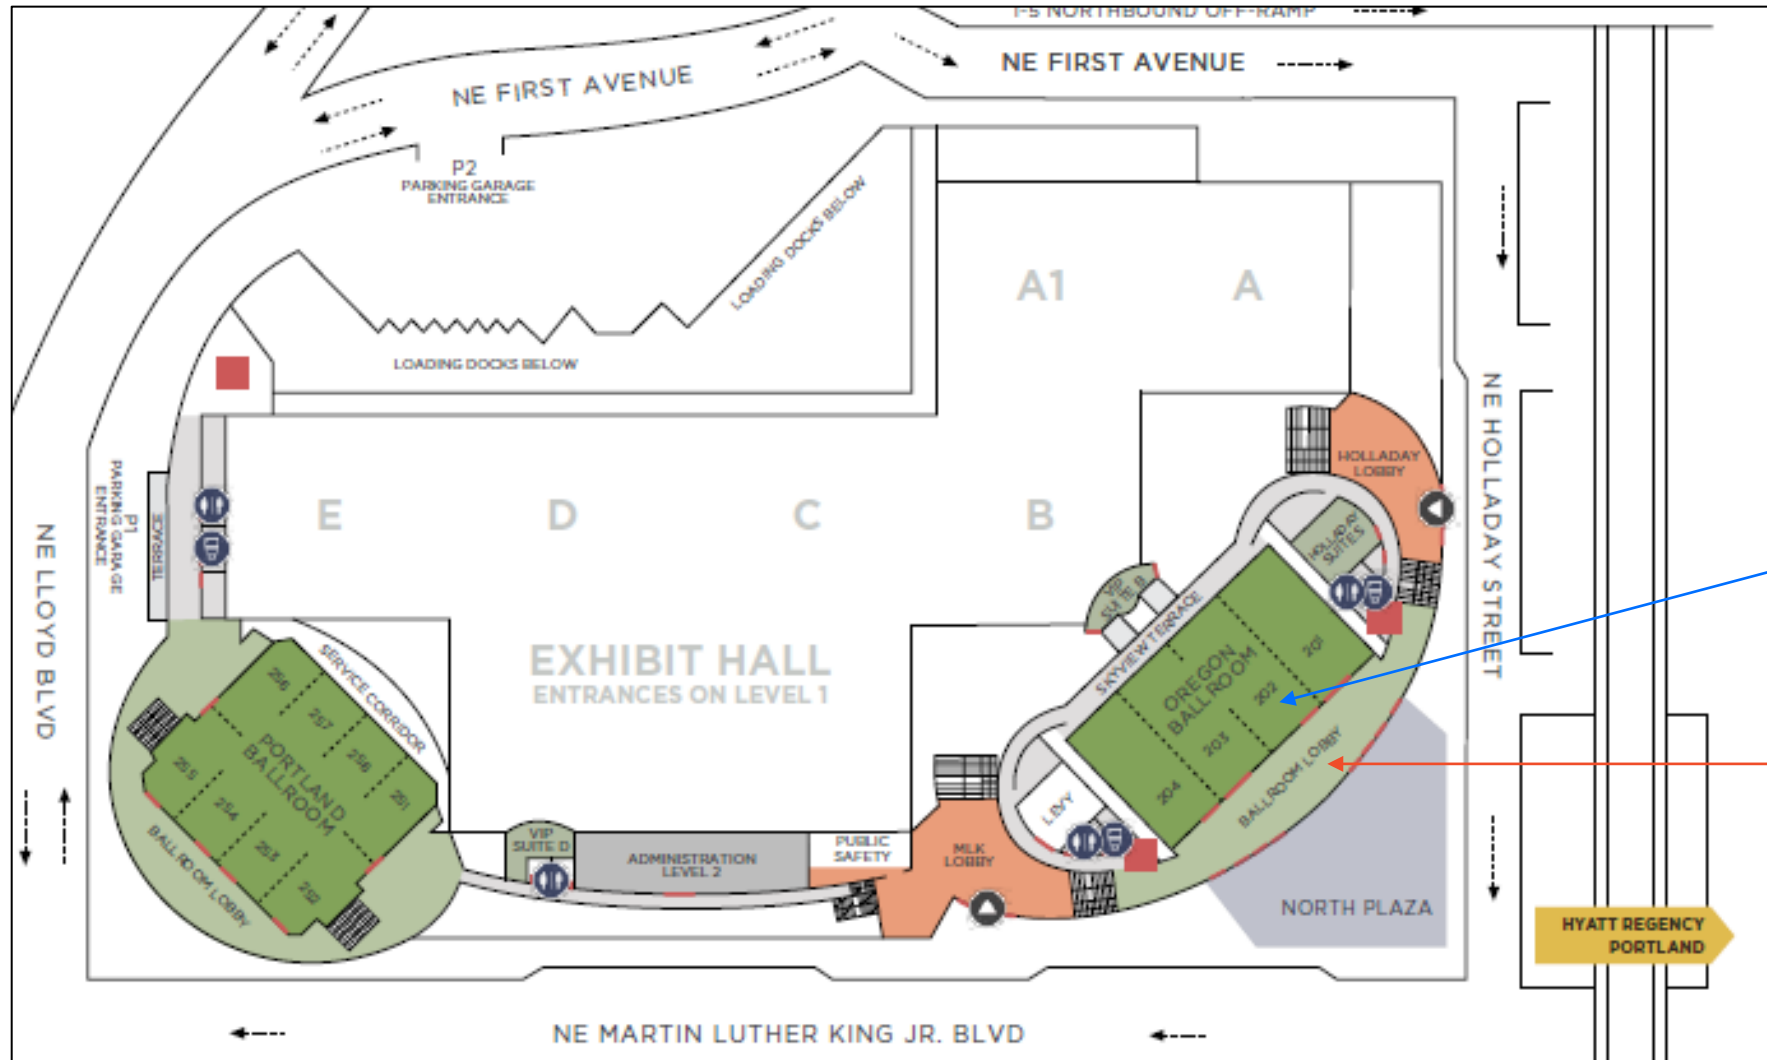 I-5 NORTHBOUND OFF-RAMP
NE FIRST AVENUE
NE FIRST AVENUE
P2
PARKING GARAGE
ENTRANCE
LOADING DOCKS BELOW
LOADING DOCKS BELOW
A1
A
NE HOLLADAY STREET
HOLLADAY
LOBBY
HOLLADAY
SUITES
P1
PARKING GARAGE
ENTRANCE
TERRACE
NE LLOYD BLVD
E
D
C
B
VIP
SUITE B
SKYVIEW TERRACE
EXHIBIT HALL
ENTRANCES ON LEVEL 1
OREGON
BALLROOM
201
202
203
204
BALLROOM LOBBY
SERVICE CORRIDOR
PORTLAND
BALLROOM
256
257
258
251
255
254
253
252
BALLROOM LOBBY
LEVY
VIP
SUITE D
ADMINISTRATION
LEVEL 2
PUBLIC
SAFETY
MLK
LOBBY
NORTH PLAZA
HYATT REGENCY
PORTLAND
NE MARTIN LUTHER KING JR. BLVD